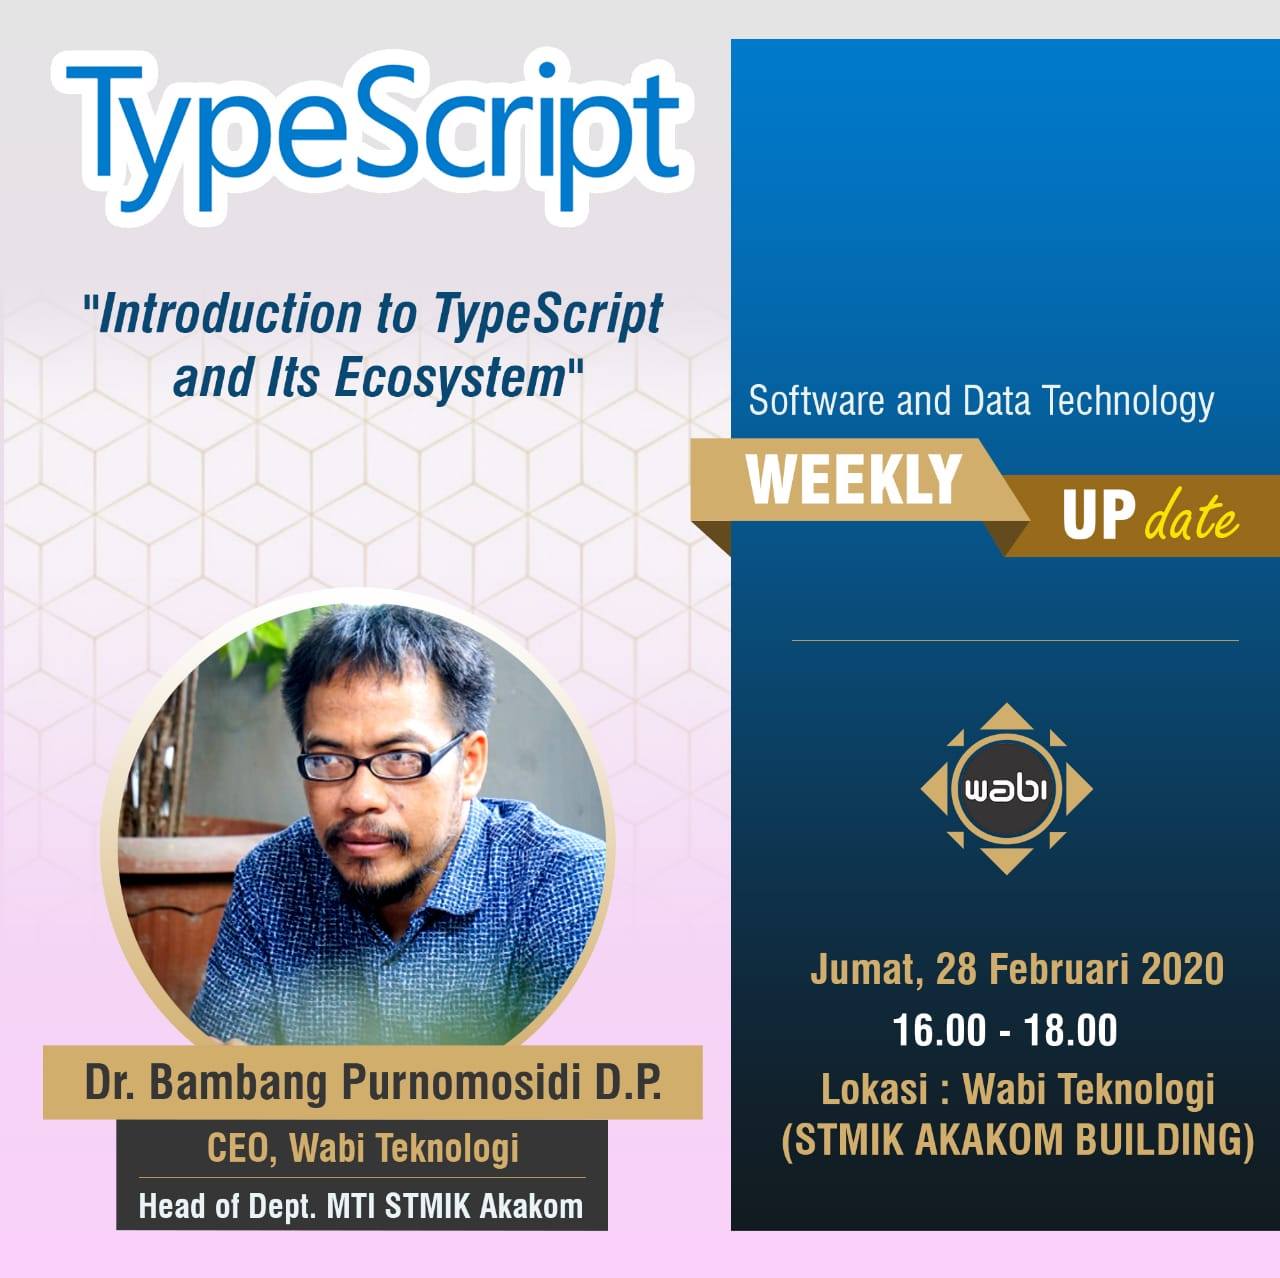 TypeScript
"Introduction to TypeScript
and Its Ecosystem"
Software and Data Technology
WEEKLY
UPdate
wabi
Dr. Bambang Purnomosidi D.P.
CEO, Wabi Teknologi
Head of Dept. MTI STMIK Akakom
Jumat, 28 Februari 2020
16.00 - 18.00
Lokasi : Wabi Teknologi
(STMIK AKAKOM BUILDING)